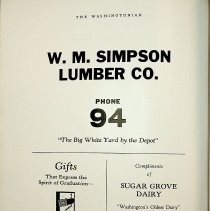 THE WASHINGTONIAN
W. M. SIMPSON
LUMBER CO.
PHONE
94
"The Big White Yard by the Depot"
Gifts
That Express the
Spirit of Graduation—
Compliments
of
SUGAR GROVE
DAIRY
"Washington's Oldest Dairy"